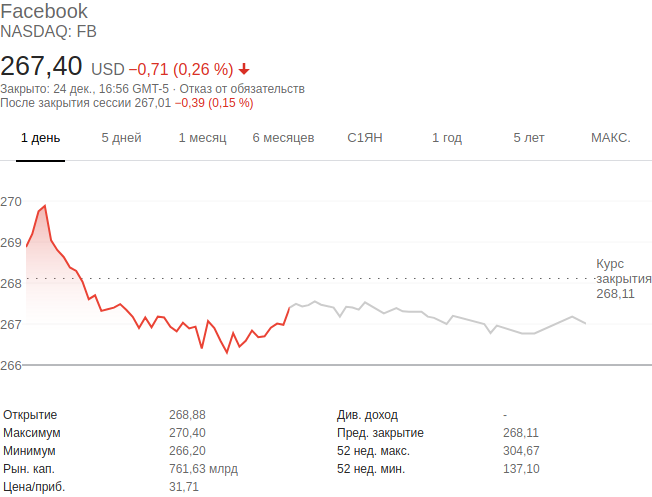 Facebook
NASDAQ: FB
267,40 USD −0,71 (0,26 %)
Закрыто: 24 дек., 16:56 GMT-5 · Отказ от обязательств
После закрытия сессии 267,01 −0,39 (0,15 %)
1 день 5 дней 1 месяц 6 месяцев С1ЯН 1 год 5 лет МАКС.
270
269
Курс
268 закрытия
268,11
267
266
Открытие 268,88 Див. доход -
Максимум 270,40 Пред. закрытие 268,11
Минимум 266,20 52 нед. макс. 304,67
Рын. кап. 761,63 млрд 52 нед. мин. 137,10
Цена/приб. 31,71